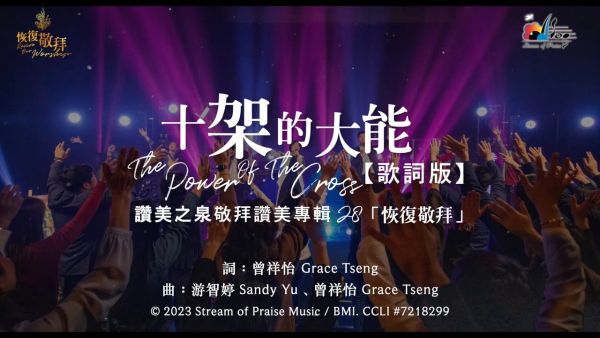 恢復敬拜
Restore Our
Worship
Stream of Praise
十架的大能
The Power Of The Cross【歌詞版】
讚美之泉敬拜讚美專輯 28「恢復敬拜」
詞：曾祥怡 Grace Tseng
曲：游智婷 Sandy Yu、曾祥怡 Grace Tseng
© 2023 Stream of Praise Music / BMI. CCLI #7218299